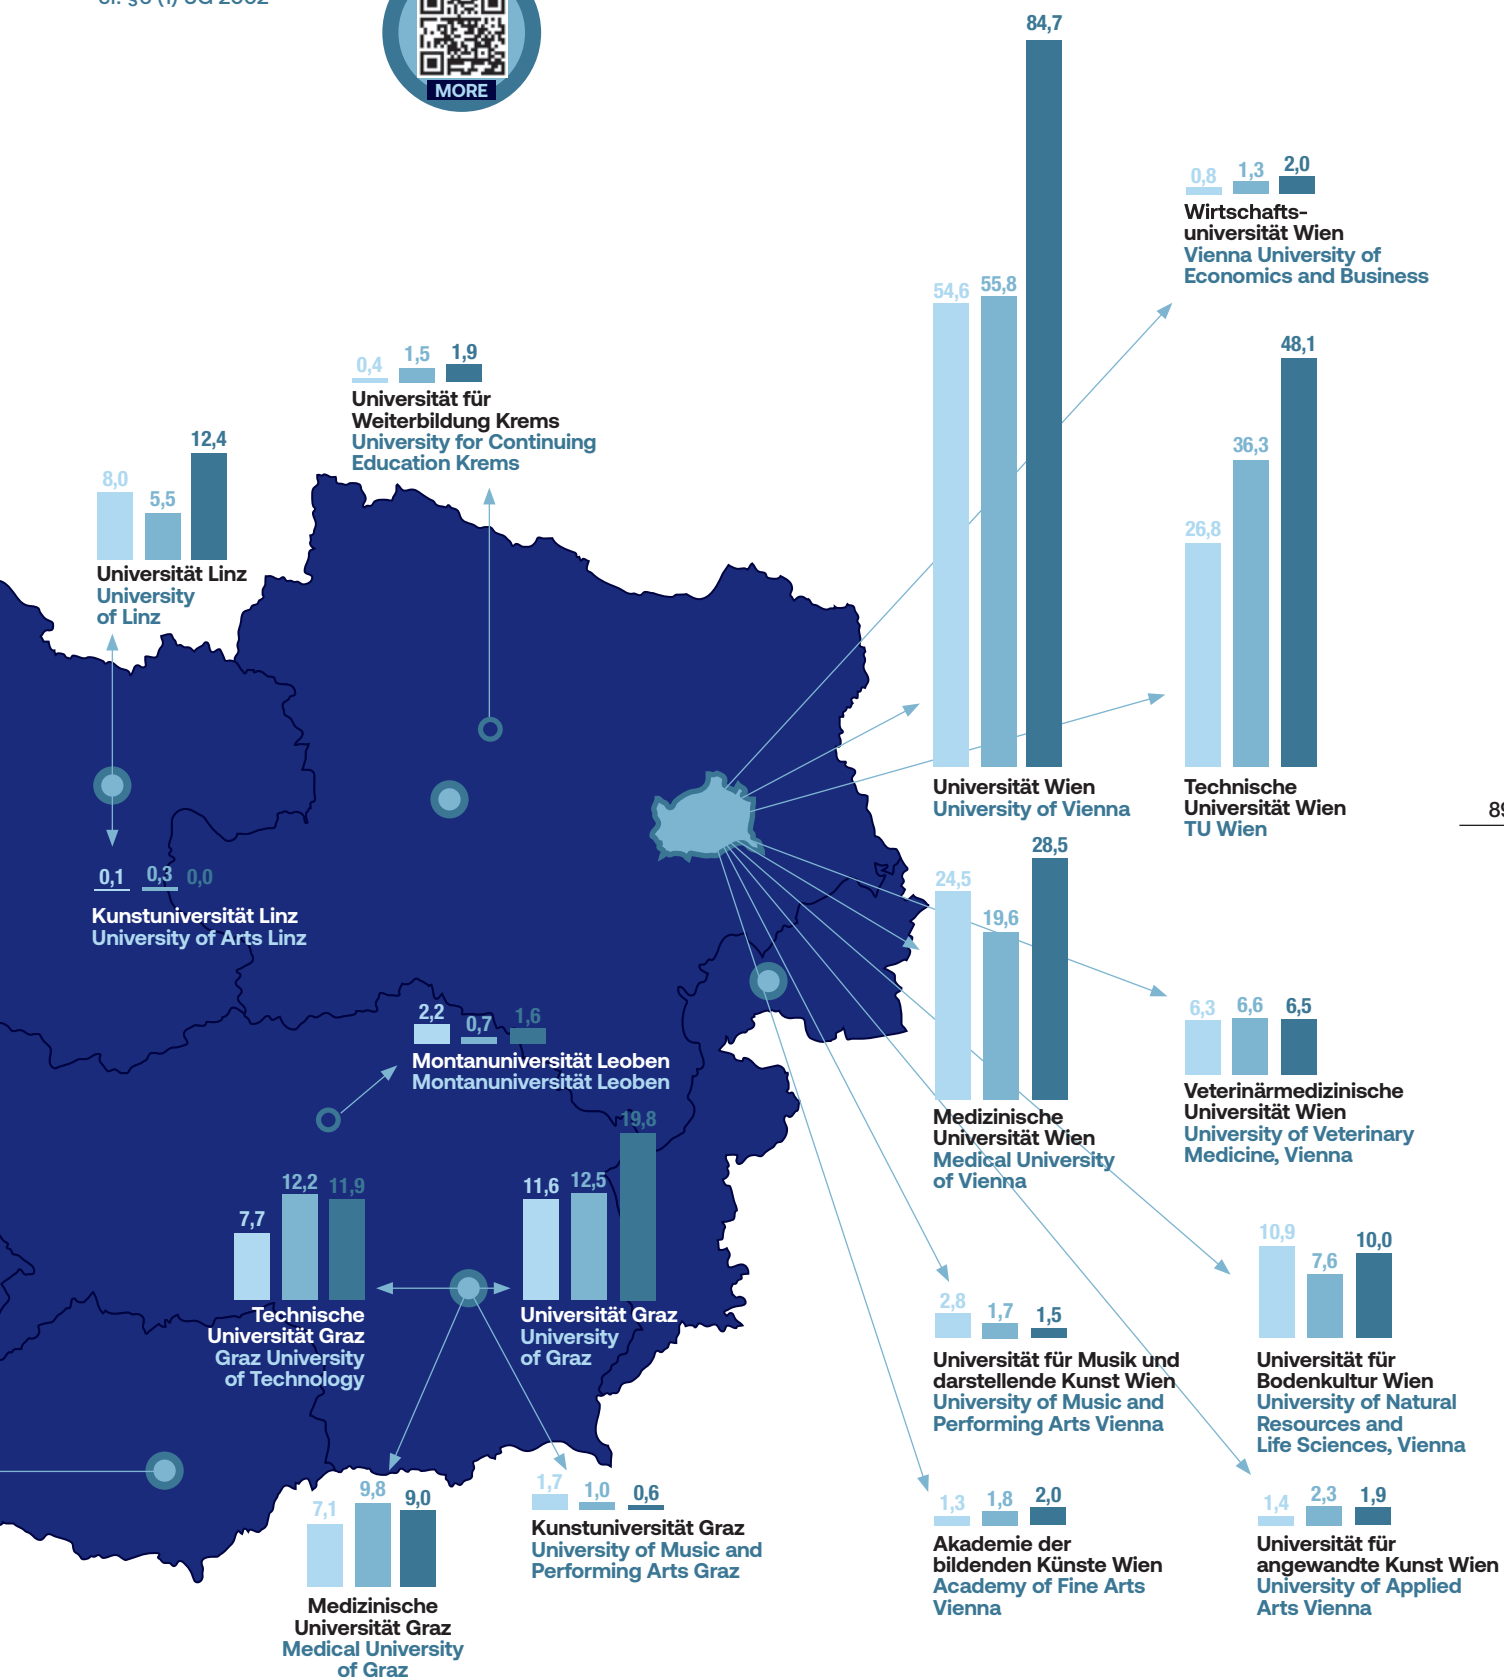 MORE
84,7
54,6 55,8
Universität Wien
University of Vienna
0,8 1,3 2,0
Wirtschafts-
universität Wien
Vienna University of
Economics and Business
0,4 1,5 1,9
Universität für
Weiterbildung Krems
University for Continuing
Education Krems
48,1
36,3
26,8
Technische
Universität Wien
TU Wien
8,0 5,5 12,4
Universität Linz
University
of Linz
89
0,1 0,3 0,0
Kunstuniversität Linz
University of Arts Linz
24,5 19,6 28,5
Medizinische
Universität Wien
Medical University
of Vienna
6,3 6,6 6,5
Veterinärmedizinische
Universität Wien
University of Veterinary
Medicine, Vienna
2,2 0,7 1,6
Montanuniversität Leoben
Montanuniversität Leoben
7,7 12,2 11,9
Technische
Universität Graz
Graz University
of Technology
11,6 12,5 19,8
Universität Graz
University
of Graz
2,8 1,7 1,5
Universität für Musik und
darstellende Kunst Wien
University of Music and
Performing Arts Vienna
10,9 7,6 10,0
Universität für
Bodenkultur Wien
University of Natural
Resources and
Life Sciences, Vienna
7,1 9,8 9,0
Medizinische
Universität Graz
Medical University
of Graz
1,7 1,0 0,6
Kunstuniversität Graz
University of Music and
Performing Arts Graz
1,3 1,8 2,0
Akademie der
bildenden Künste Wien
Academy of Fine Arts
Vienna
1,4 2,3 1,9
Universität für
angewandte Kunst Wien
University of Applied
Arts Vienna